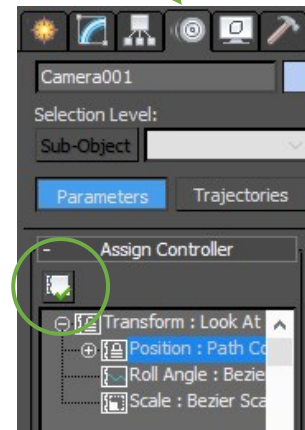 Camera001
Selection Level:
Sub-Object
Parameters Trajectories
- Assign Controller
Transform : Look At
Position : Path Co
Roll Angle : Bezie
Scale : Bezier Sca